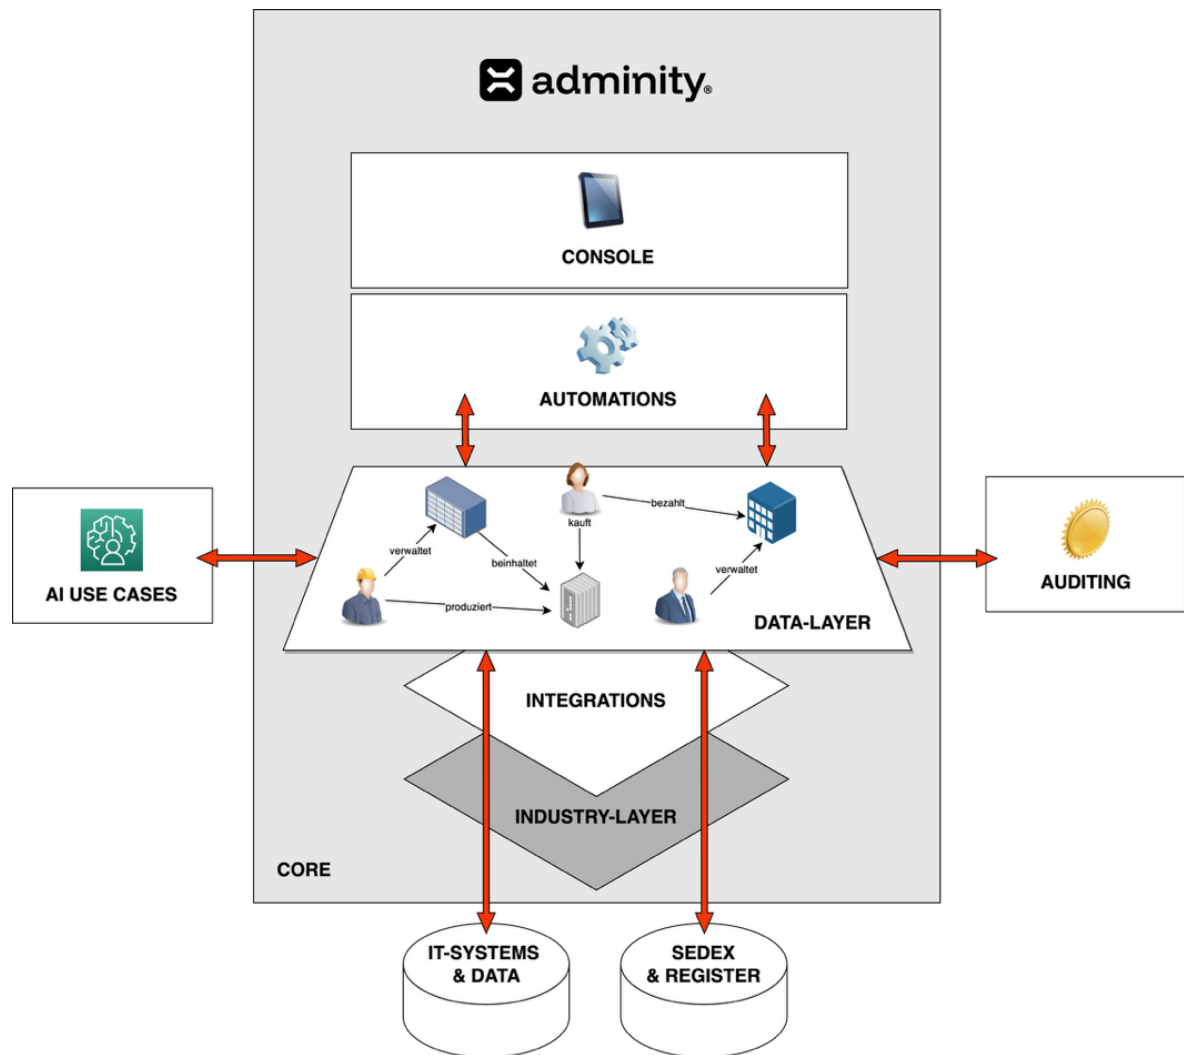 adminity®
CONSOLE
AUTOMATIONS
bezahlt
kauft
verwaltet
beinhaltet
verwaltet
produziert
DATA-LAYER
AI USE CASES
AUDITING
INTEGRATIONS
INDUSTRY-LAYER
CORE
IT-SYSTEMS
& DATA
SEDEX
& REGISTER